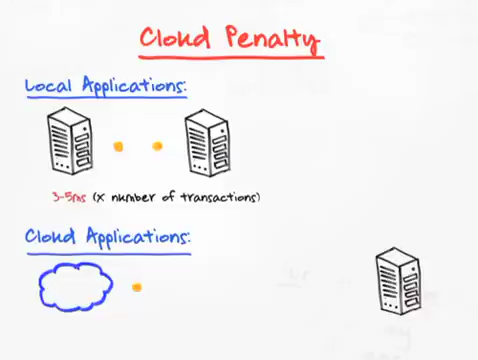 Cloud Penalty
Local Applications:
3-5ms (x number of transactions)
Cloud Applications: